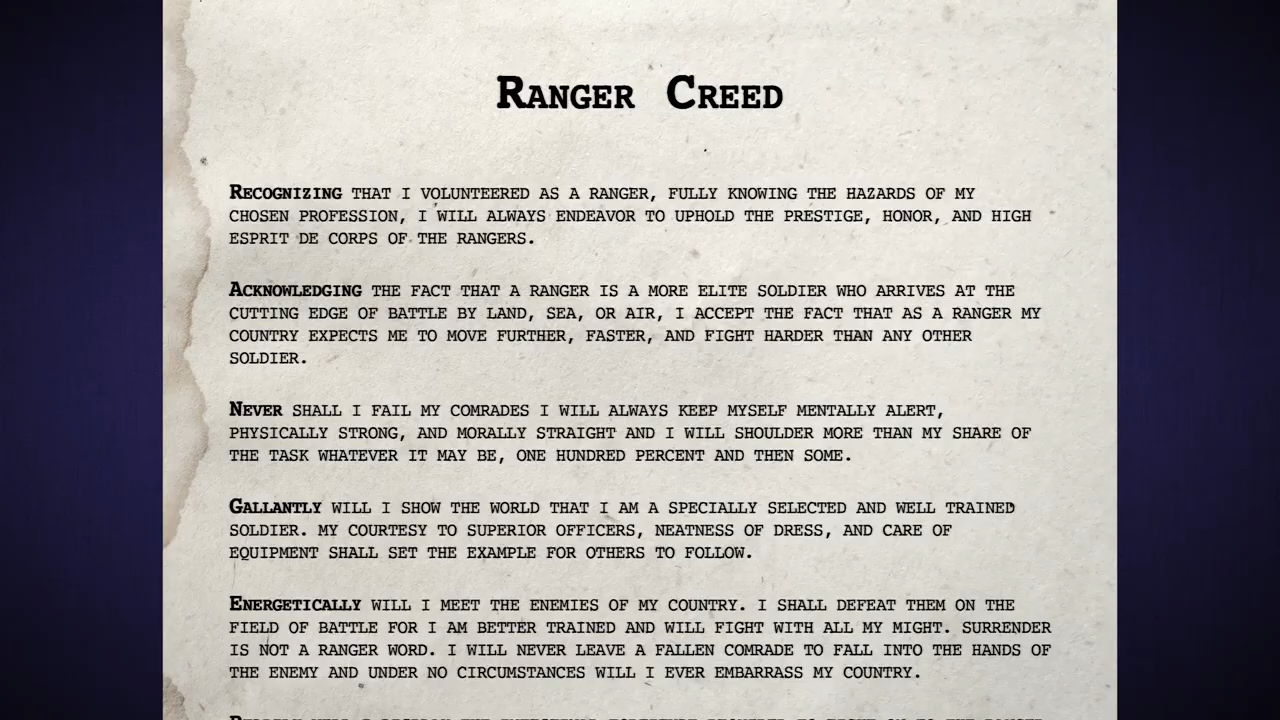 Ranger Creed
Recognizing that I volunteered as a Ranger, fully knowing the hazards of my
chosen profession, I will always endeavor to uphold the prestige, honor, and high
esprit de corps of the Rangers.
Acknowledging the fact that a Ranger is a more elite soldier who arrives at the
cutting edge of battle by land, sea, or air, I accept the fact that as a Ranger my
country expects me to move further, faster, and fight harder than any other
soldier.
Never shall I fail my comrades I will always keep myself mentally alert,
physically strong, and morally straight and I will shoulder more than my share of
the task whatever it may be, one hundred percent and then some.
Gallantly will I show the world that I am a specially selected and well trained
soldier. My courtesy to superior officers, neatness of dress, and care of
equipment shall set the example for others to follow.
Energetically will I meet the enemies of my country. I shall defeat them on the
field of battle for I am better trained and will fight with all my might. Surrender
is not a Ranger word. I will never leave a fallen comrade to fall into the hands of
the enemy and under no circumstances will I ever embarrass my country.